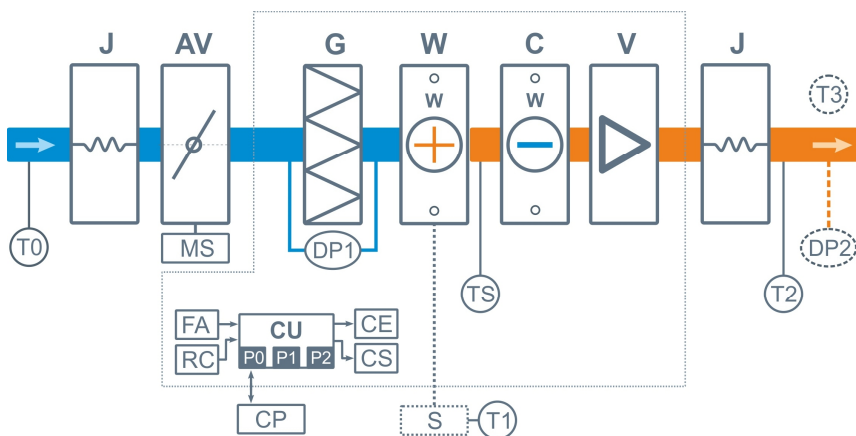 J AV G W C V J
W W
T3
T0 MS DP1 TS T2 DP2
FA CU CE
RC P0 P1 P2 CS
CP S T1